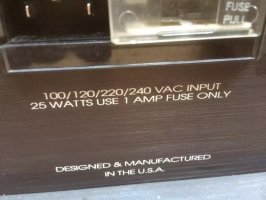 FUSE
PULL
100/120/220/240 VAC INPUT
25 WATTS USE 1 AMP FUSE ONLY
DESIGNED & MANUFACTURED
IN THE U.S.A.